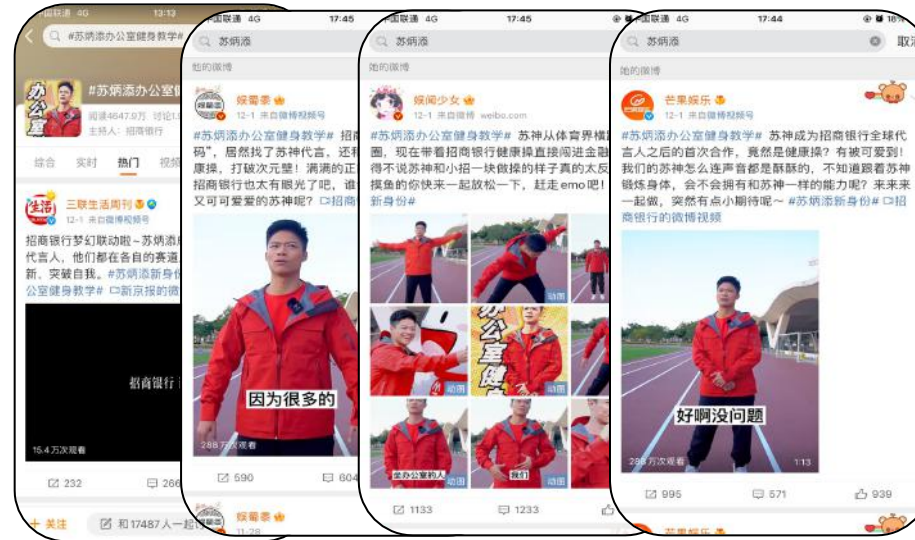 中国联通 4G 13:13
#苏炳添办公室健身教学#
办公室
#苏炳添办公
阅读4647.9万 讨论1.
主持人:招商银行
综合 实时 热门 视频
生活
三联生活周刊
12-1 来自微博视频号
招商银行梦幻联动啦~苏炳添
代言人,他们都在各自的赛道
新、突破自我。#苏炳添新身份
公室健身教学# 新京报的微
招商银行
15.4万次观看
232 266
+ 关注 和17487人一起
中国联通 4G 17:45
苏炳添
他的微博
娱蜀黍
12-1 来自微博视频号
#苏炳添办公室健身教学# 招商
码”,居然找了苏神代言,还和
康操,打破次元壁!满满的正
招商银行也太有眼光了吧,谁
又可可爱爱的苏神呢?招商
因为很多的
288万次观看
590 604
娱蜀黍
11-28
中国联通 4G 17:45
苏炳添
她的微博
娱闻少女
12-1 来自微博 weibo.com
#苏炳添办公室健身教学# 苏神从体育界横
圈,现在带着招商银行健康操直接闯进金融
得不说苏神和小招一块做操的样子真的太反
摸鱼的你快来一起放松一下,赶走emo吧!
新身份#
动图
办公室健
动图
动图
坐办公室的人
动图
我们
动图
1133 1233
中国联通 4G 17:44 18%
苏炳添 取消
她的微博
芒果娱乐
12-1 来自微博视频号
#苏炳添办公室健身教学# 苏神成为招商银行全球代
言人之后的首次合作,竟然是健康操?有被可爱到!
我们的苏神怎么连声音都是酥酥的,不知道跟着苏神
锻炼身体,会不会拥有和苏神一样的能力呢?来来来
一起做,突然有点小期待呢~ #苏炳添新身份# 招
商银行的微博视频
好啊没问题
288万次观看 1:13
995 571 939
芒果娱乐